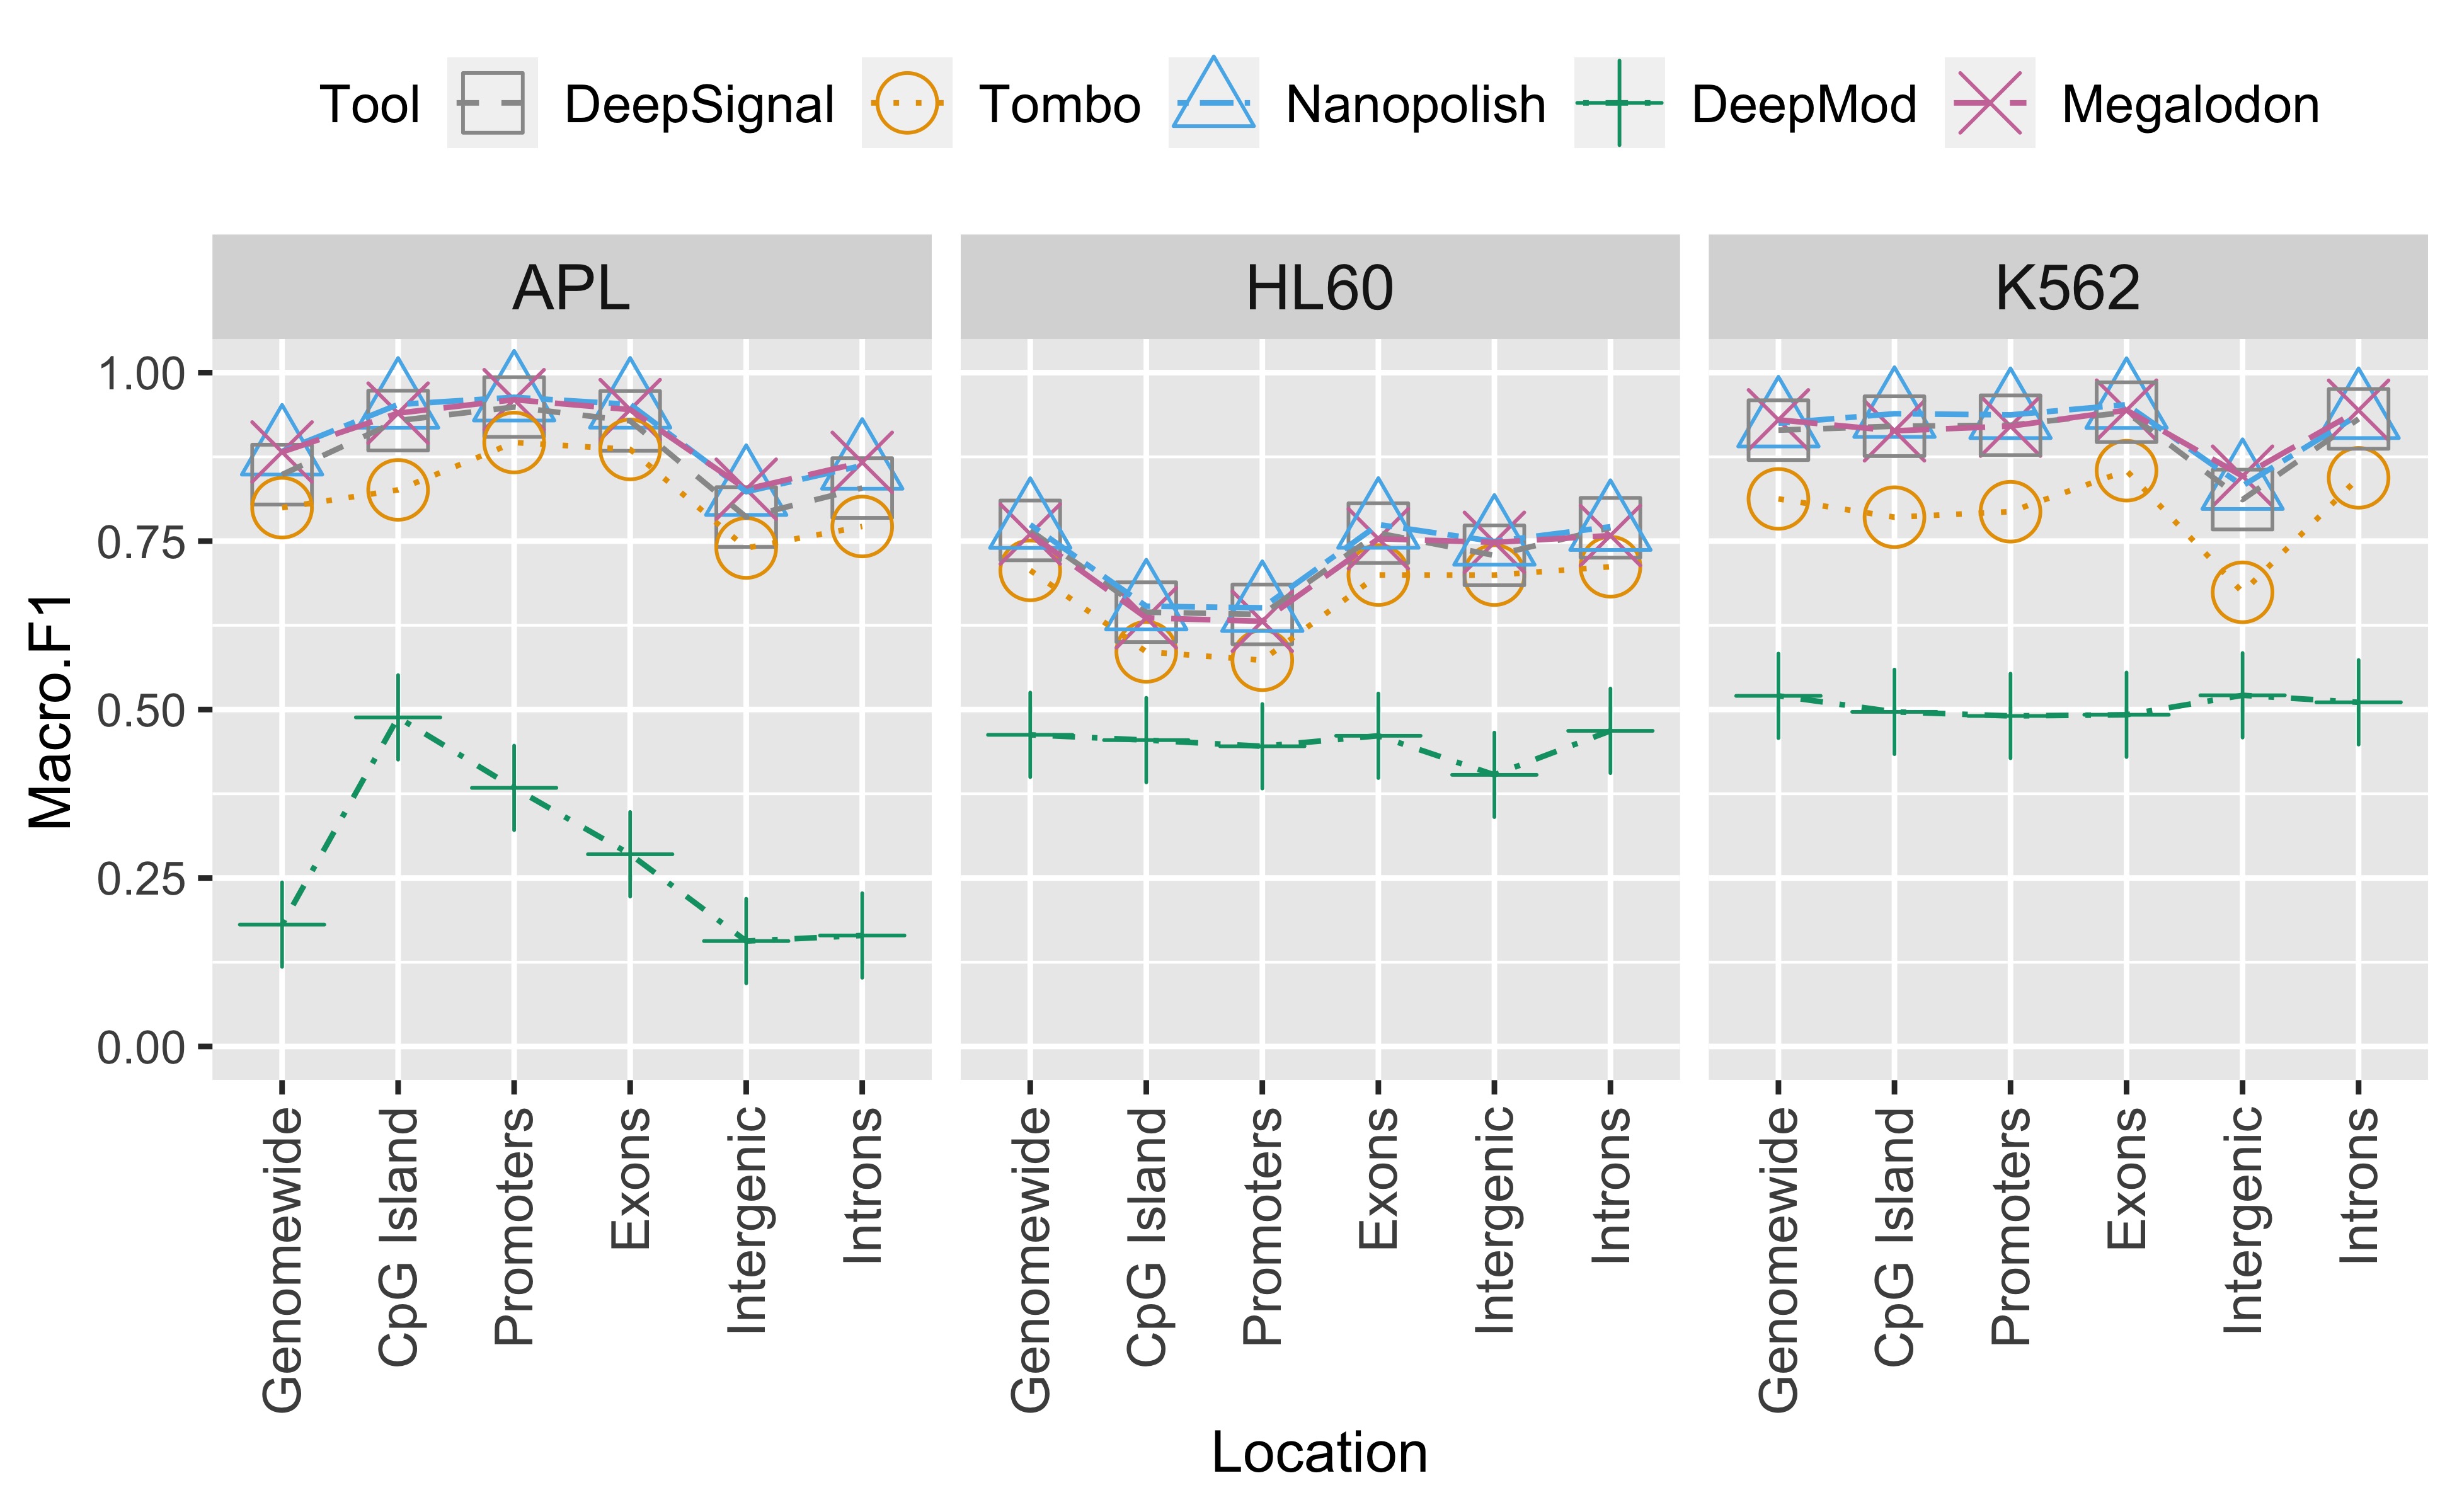 Tool DeepSignal Tombo Nanopolish DeepMod Megalodon
APL HL60 K562
Macro.F1
1.00
0.75
0.50
0.25
0.00
Genomewide CpG Island Promoters Exons Intergenic Introns Genomewide CpG Island Promoters Exons Intergenic Introns Genomewide CpG Island Promoters Exons Intergenic Introns
Location